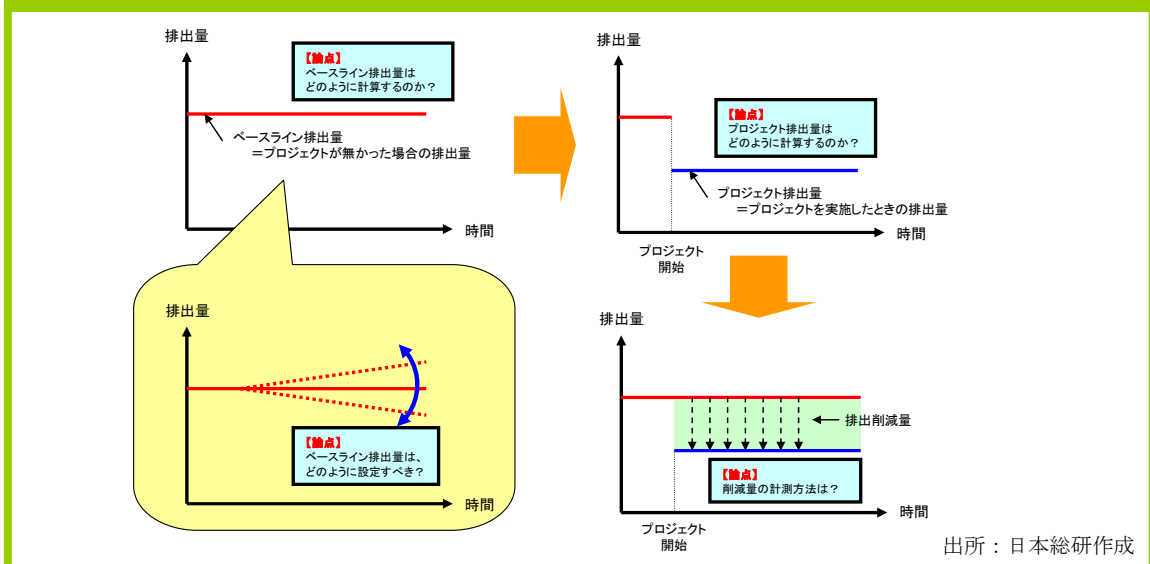 排出量
【論点】
ベースライン排出量は
どのように計算するのか？
ベースライン排出量
＝プロジェクトが無かった場合の排出量
時間
排出量
【論点】
プロジェクト排出量は
どのように計算するのか？
プロジェクト排出量
＝プロジェクトを実施したときの排出量
時間
プロジェクト
開始
排出量
【論点】
ベースライン排出量は、
どのように設定すべき？
時間
排出量
排出削減量
【論点】
削減量の計測方法は？
時間
プロジェクト
開始
出所：日本総研作成